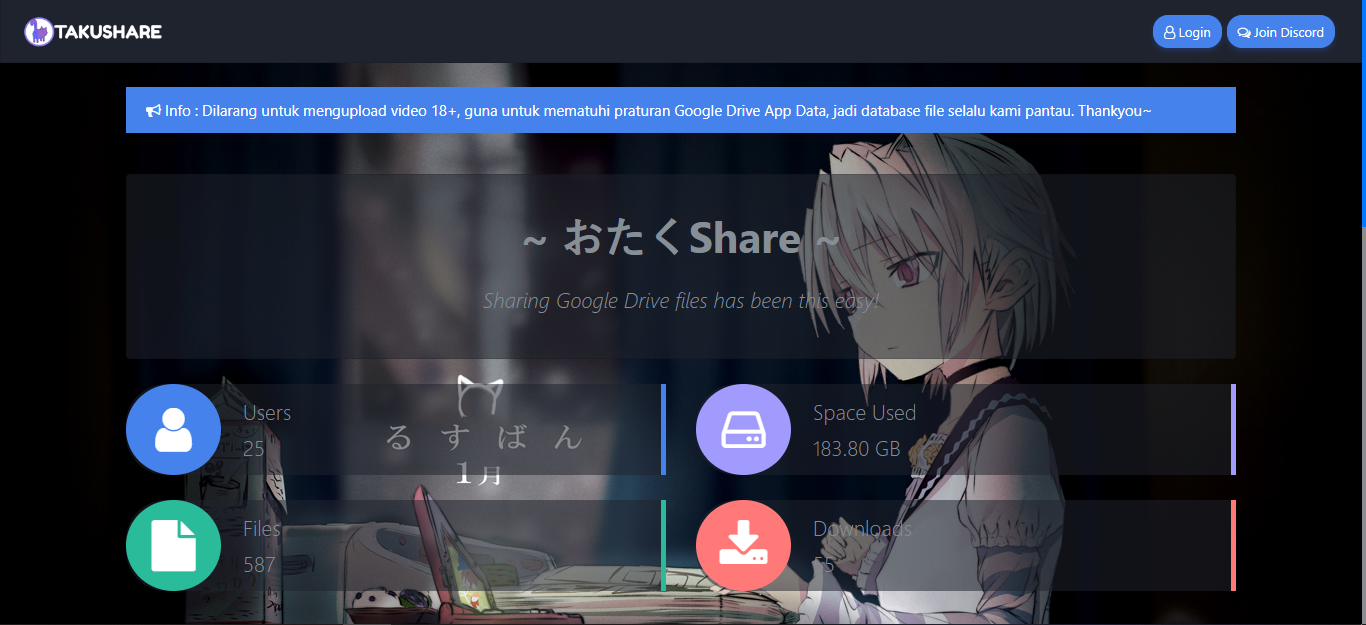 TAKUSHARE
Login
Join Discord
Info : Dilarang untuk mengupload video 18+, guna untuk mematuhi praturan Google Drive App Data, jadi database file selalu kami pantau. Thankyou~
~ おたくShare ~
Sharing Google Drive files has been this easy!
Users
25
Space Used
183.80 GB
るすばん
1月
Files
587
Downloads
55